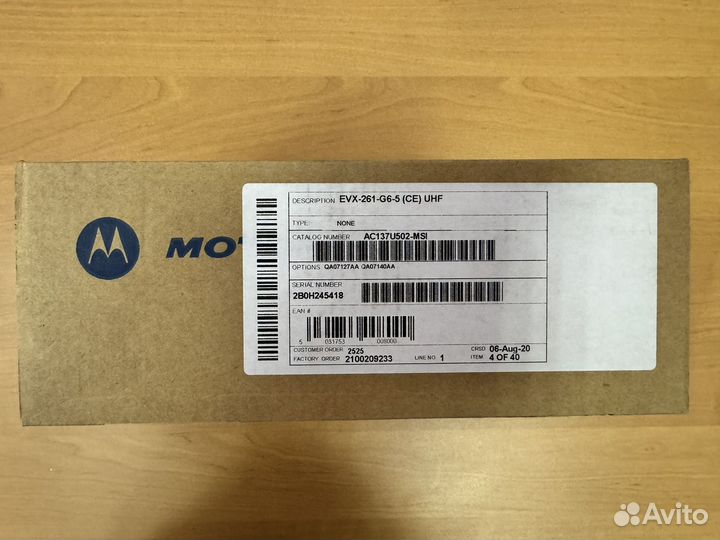 MOT
DESCRIPTION EVX-261-G6-5 (CE) UHF
TYPE: NONE
CATALOG NUMBER AC137U502-MSI
OPTIONS: QA07127AA QA07140AA
SERIAL NUMBER
2B0H245418
EAN #
5 031753 008000
CUSTOMER ORDER 2525 CRSD 06-Aug-20
FACTORY ORDER 2100209233 LINE NO. 1 ITEM 4 OF 40
Avito